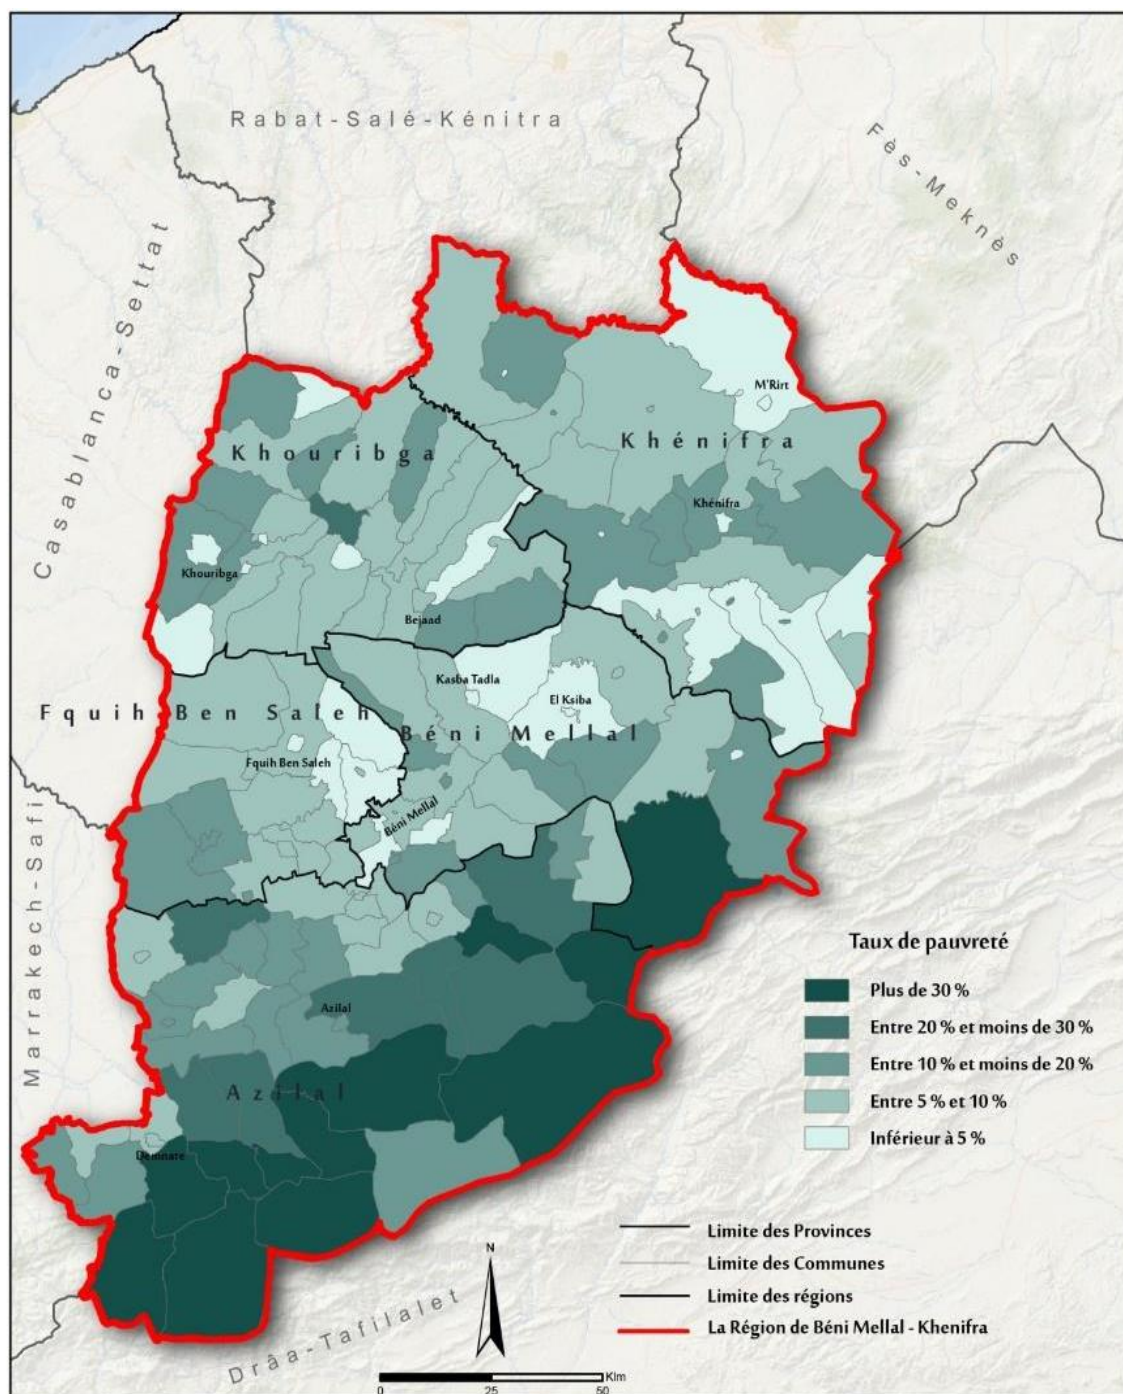 Rabat-Salé-Kénitra
Fès-Meknès
Casablanca-Settat
M'Rirt
Khouribga
Khénifra
Khénifra
Khouribga
Bejaad
Kasba Tadla
El Ksiba
Fquih Ben Saleh
Béni Mellal
Fquih Ben Saleh
Béni Mellal
Marrakech-Safi
Azilal
Azilal
Demnate
Drâa-Tafilalet
Taux de pauvreté
Plus de 30 %
Entre 20 % et moins de 30 %
Entre 10 % et moins de 20 %
Entre 5 % et 10 %
Inférieur à 5 %
Limite des Provinces
Limite des Communes
Limite des régions
La Région de Béni Mellal - Khenifra
N
Klm
0 25 50